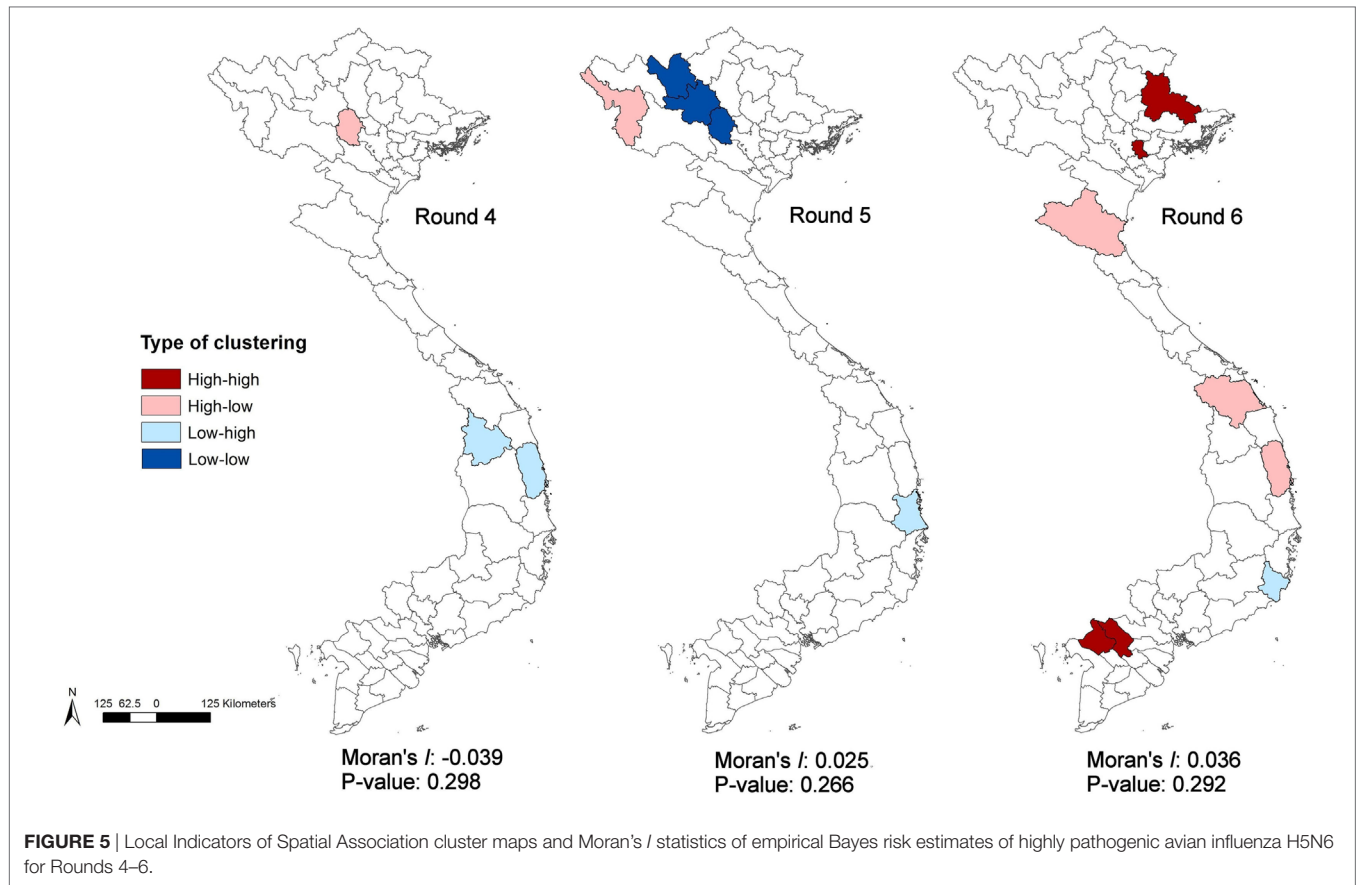 Round 4
Round 5
Round 6
Type of clustering
High-high
High-low
Low-high
Low-low
N
125 62.5 0 125 Kilometers
Moran's I: -0.039
P-value: 0.298
Moran's I: 0.025
P-value: 0.266
Moran's I: 0.036
P-value: 0.292
FIGURE 5 | Local Indicators of Spatial Association cluster maps and Moran's I statistics of empirical Bayes risk estimates of highly pathogenic avian influenza H5N6
for Rounds 4–6.